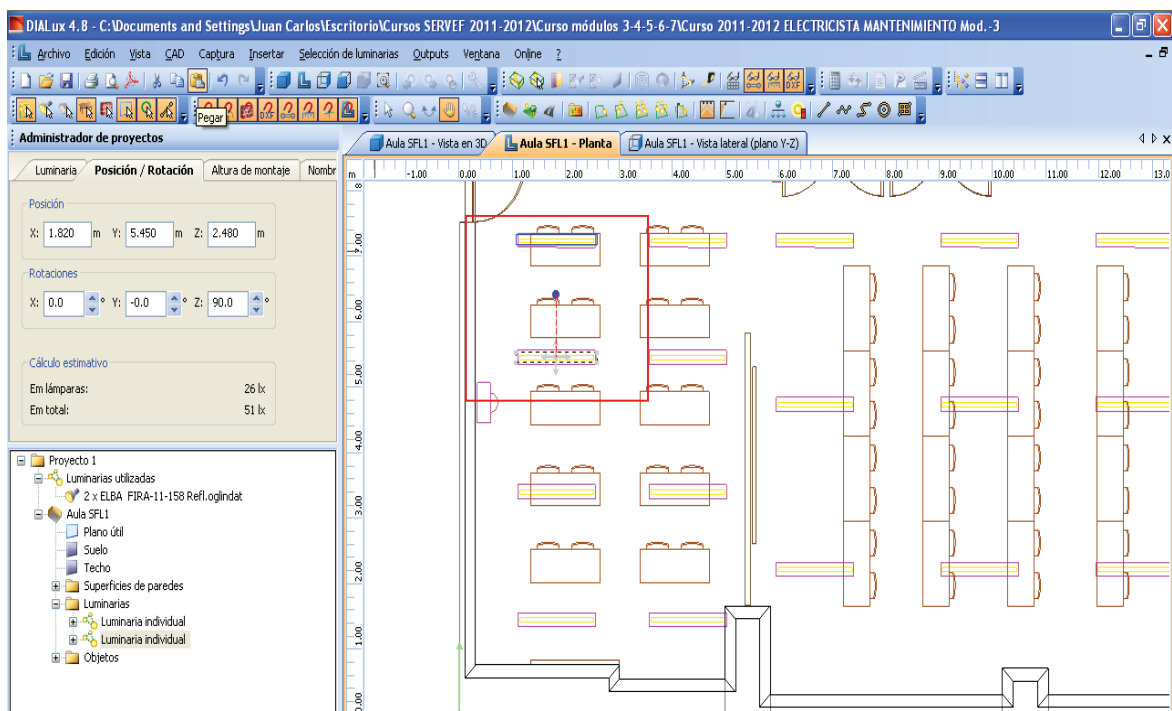 DIALux 4.8 - C:\Documents and Settings\Juan Carlos\Escritorio\Cursos SERVEF 2011-2012\Curso módulos 3-4-5-6-7\Curso 2011-2012 ELECTRICISTA MANTENIMIENTO Mod.-3
Archivo Edición Vista CAD Captura Insertar Selección de luminarias Outputs Ventana Online ?
Pegar
Administrador de proyectos
Aula SFL1 - Vista en 3D Aula SFL1 - Planta Aula SFL1 - Vista lateral (plano Y-Z)
Luminaria Posición / Rotación Altura de montaje Nombr
m -1.00 0.00 1.00 2.00 3.00 4.00 5.00 6.00 7.00 8.00 9.00 10.00 11.00 12.00 13.0
Posición
X: 1.820 m Y: 5.450 m Z: 2.480 m
Rotaciones
X: 0.0 ° Y: -0.0 ° Z: 90.0 °
Cálculo estimativo
Em lámparas: 26 lx
Em total: 51 lx
8
7.00
6.00
5.00
4.00
3.00
2.00
1.00
0.00
Proyecto 1
Luminarias utilizadas
2 x ELBA FIRA-11-158 Refl.oglindat
Aula SFL1
Plano útil
Suelo
Techo
Superficies de paredes
Luminarias
Luminaria individual
Luminaria individual
Objetos